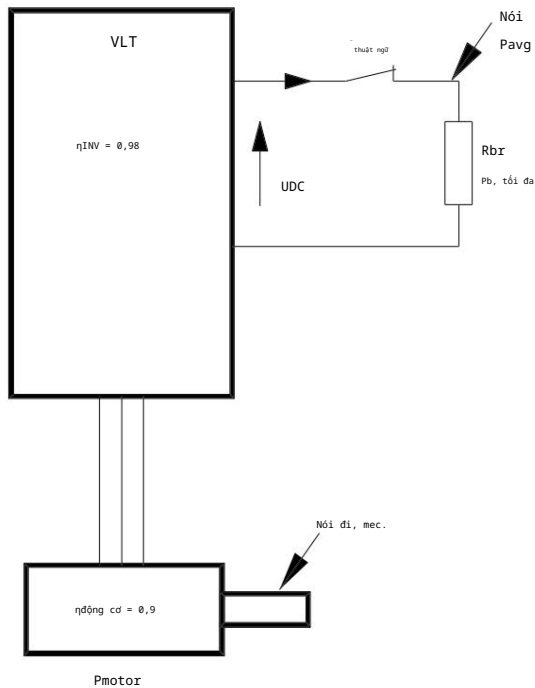 Nói
Pavg
VLT
thuật ngữ
ηINV = 0,98
Rbr
Pb, tối đa
UDC
Nói đi, mec.
ηđộng cơ = 0,9
Pmotor